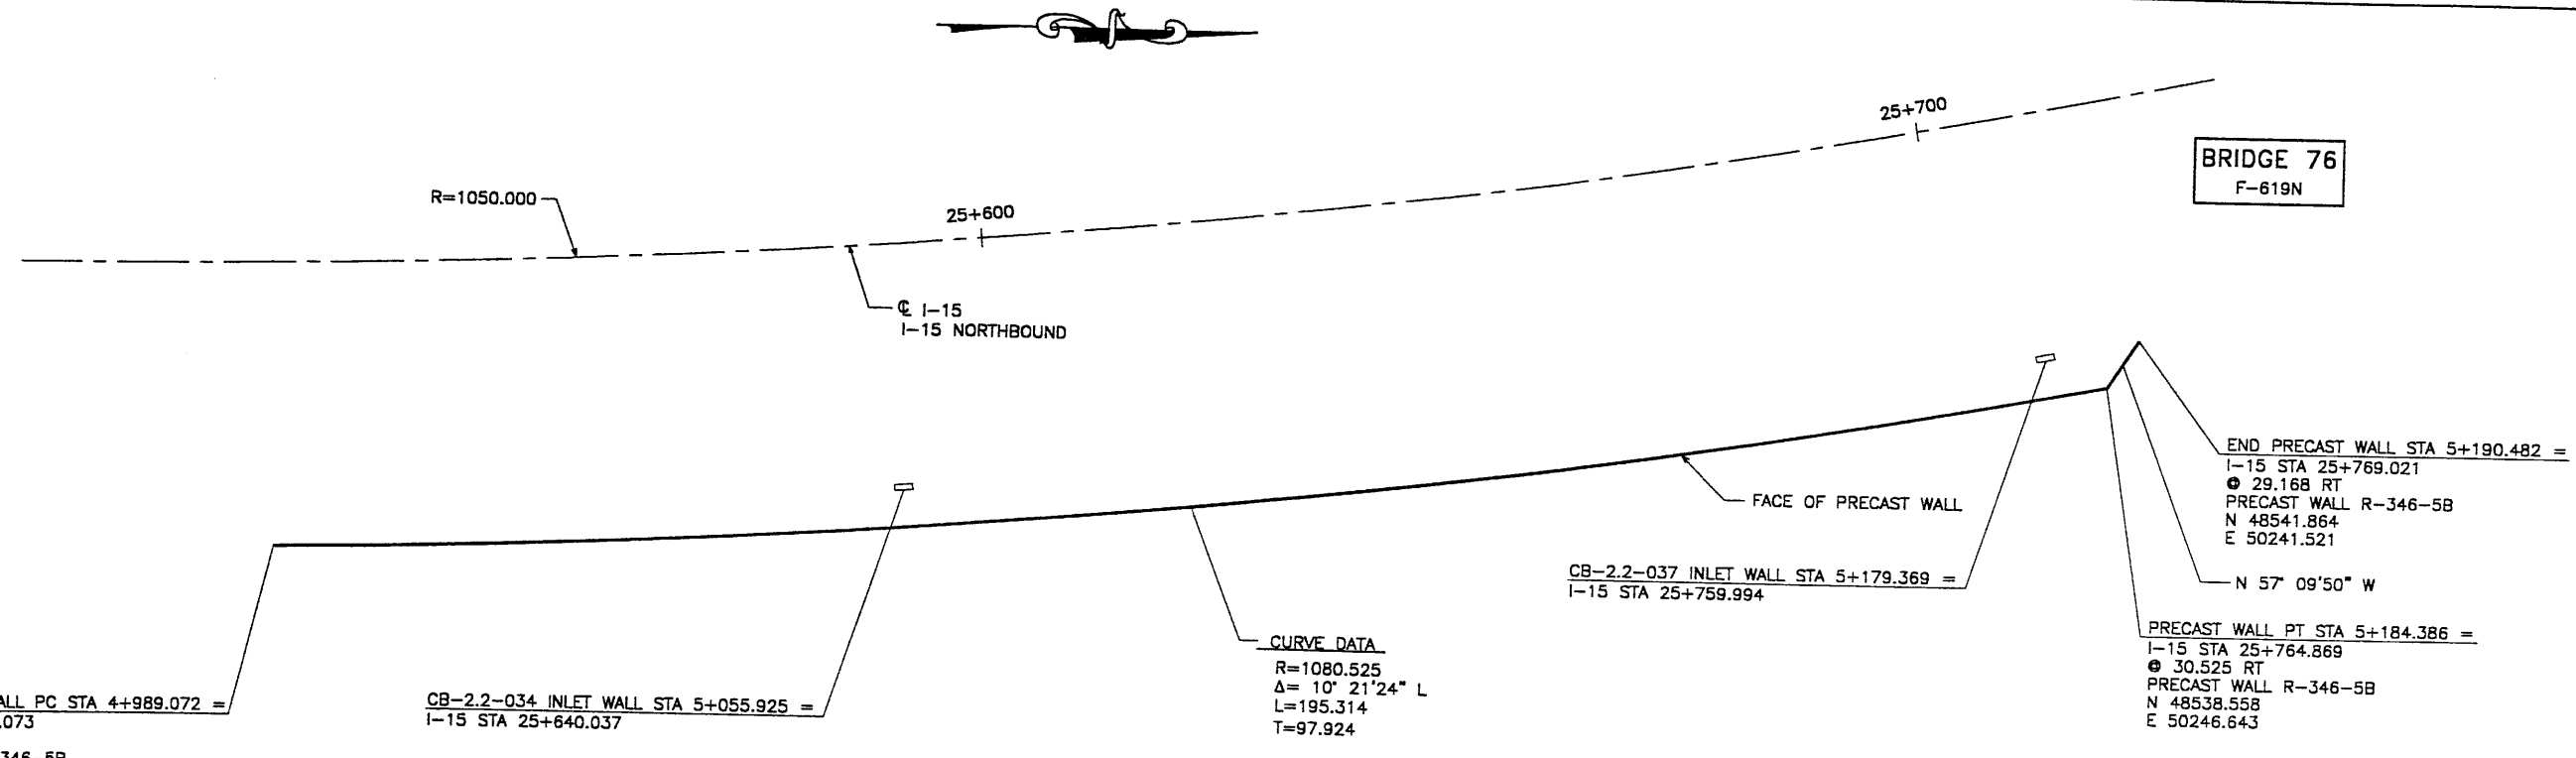 25+700
BRIDGE 76
F-619N
R=1050.000
25+600
℄ I-15
I-15 NORTHBOUND
END PRECAST WALL STA 5+190.482 =
I-15 STA 25+769.021
@ 29.168 RT
PRECAST WALL R-346-5B
N 48541.864
E 50241.521
FACE OF PRECAST WALL
CB-2.2-037 INLET WALL STA 5+179.369 =
I-15 STA 25+759.994
N 57° 09'50" W
PRECAST WALL PT STA 5+184.386 =
I-15 STA 25+764.869
@ 30.525 RT
PRECAST WALL R-346-5B
N 48538.558
E 50246.643
CURVE DATA
R=1080.525
Δ= 10° 21'24" L
L=195.314
T=97.924
ALL PC STA 4+989.072 =
.073
CB-2.2-034 INLET WALL STA 5+055.925 =
I-15 STA 25+640.037